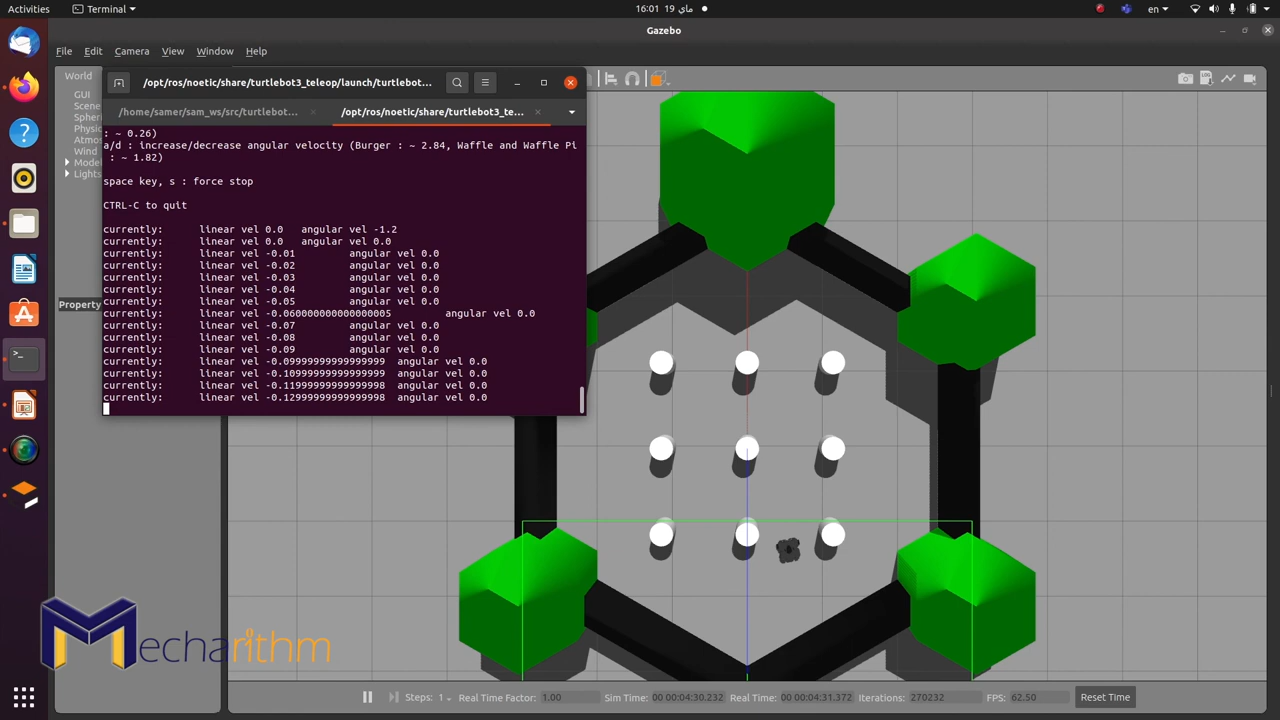 Activities
Terminal
16:01 19 ماي
en
Gazebo
File Edit Camera View Window Help
World
GUI
Scene
Spher
Physic
Atmos
Wind
Model
Lights
Property
/opt/ros/noetic/share/turtlebot3_teleop/launch/turtlebot...
/home/samer/sam_ws/src/turtlebot...
/opt/ros/noetic/share/turtlebot3_te...
: ~ 0.26)
a/d : increase/decrease angular velocity (Burger : ~ 2.84, Waffle and Waffle Pi
: ~ 1.82)
space key, s : force stop
CTRL-C to quit
currently: linear vel 0.0 angular vel -1.2
currently: linear vel 0.0 angular vel 0.0
currently: linear vel -0.01 angular vel 0.0
currently: linear vel -0.02 angular vel 0.0
currently: linear vel -0.03 angular vel 0.0
currently: linear vel -0.04 angular vel 0.0
currently: linear vel -0.05 angular vel 0.0
currently: linear vel -0.060000000000000005 angular vel 0.0
currently: linear vel -0.07 angular vel 0.0
currently: linear vel -0.08 angular vel 0.0
currently: linear vel -0.09 angular vel 0.0
currently: linear vel -0.09999999999999999 angular vel 0.0
currently: linear vel -0.10999999999999999 angular vel 0.0
currently: linear vel -0.11999999999999998 angular vel 0.0
currently: linear vel -0.12999999999999998 angular vel 0.0
Mecharithm
Steps: 1 Real Time Factor: 1.00 Sim Time: 00 00:04:30.232 Real Time: 00 00:04:31.372 Iterations: 270232 FPS: 62.50 Reset Time